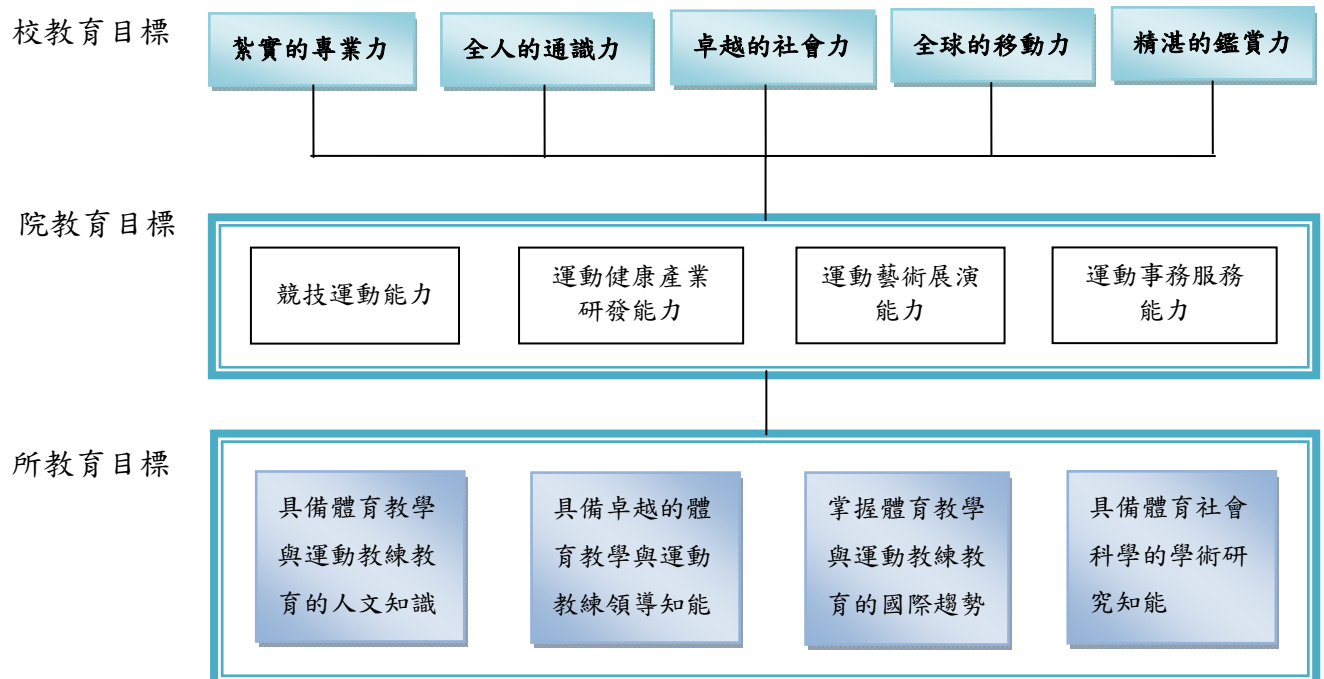 校教育目標
紮實的專業力
全人的通識力
卓越的社會力
全球的移動力
精湛的鑑賞力
院教育目標
競技運動能力
運動健康產業
研發能力
運動藝術展演
能力
運動事務服務
能力
所教育目標
具備體育教學
與運動教練教
育的人文知識
具備卓越的體
育教學與運動
教練領導知能
掌握體育教學
與運動教練教
育的國際趨勢
具備體育社會
科學的學術研
究知能